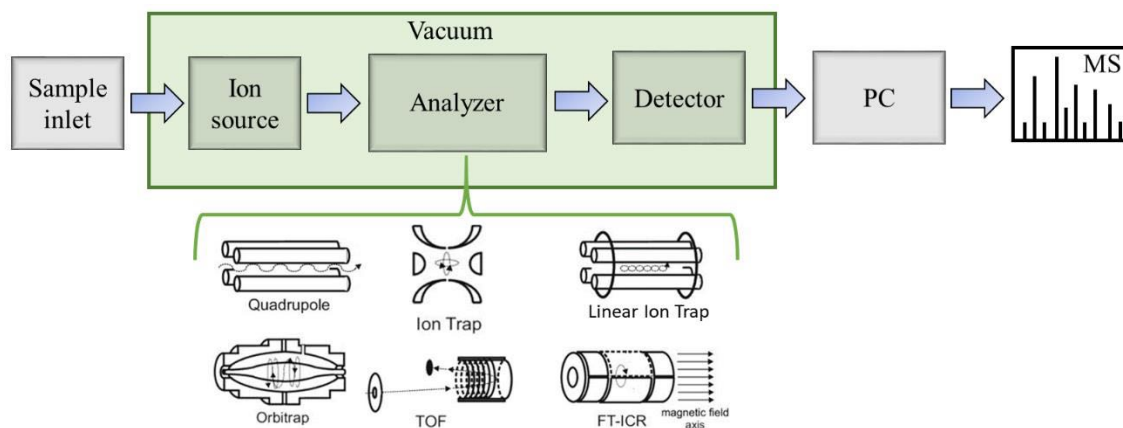 Vacuum
Sample
inlet
Ion
source
Analyzer
Detector
PC
MS
Quadrupole
Ion Trap
Linear Ion Trap
Orbitrap
TOF
FT-ICR
magnetic field
axis